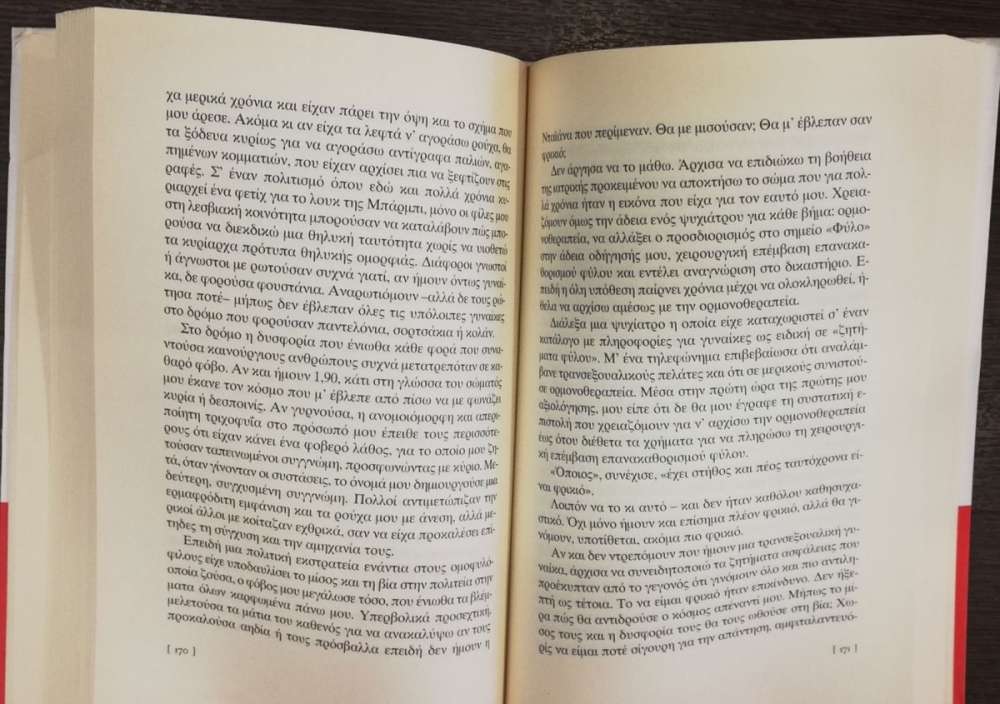 χα μερικά χρόνια και είχαν πάρει την όψη και το σχήμα που
μου άρεσε. Ακόμα κι αν είχα τα λεφτά ν' αγοράσω ρούχα, θα
τα ξόδευα κυρίως για να αγοράσω αντίγραφα παλιών, αγα-
πημένων κομματιών, που είχαν αρχίσει πια να ξεφτίζουν στις
ραφές. Σ' έναν πολιτισμό όπου εδώ και πολλά χρόνια κυ-
ριαρχεί ένα φετίχ για το λουκ της Μπάρμπι, μόνο οι φίλες μου
στη λεσβιακή κοινότητα μπορούσαν να καταλάβουν πώς μπο-
ρούσα να διεκδικώ μια θηλυκή ταυτότητα χωρίς να υιοθετώ
τα κυρίαρχα πρότυπα θηλυκής ομορφιάς. Διάφοροι γνωστοί
ή άγνωστοι με ρωτούσαν συχνά γιατί, αν ήμουν όντως γυναί-
κα, δε φορούσα φουστάνια. Αναρωτιόμουν –αλλά δε τους ρώ-
τησα ποτέ– μήπως δεν έβλεπαν όλες τις υπόλοιπες γυναίκες
στο δρόμο που φορούσαν παντελόνια, σορτσάκια ή κολάν.
Στο δρόμο η δυσφορία που ένιωθα κάθε φορά που συνα-
ντούσα καινούργιους ανθρώπους συχνά μετατρεπόταν σε κα-
θαρό φόβο. Αν και ήμουν 1,90, κάτι στη γλώσσα του σώματός
μου έκανε τον κόσμο που μ' έβλεπε από πίσω να με φωνάζει
κυρία ή δεσποινίς. Αν γυρνούσα, η ανομοιόμορφη και απερι-
ποίητη τριχοφυΐα στο πρόσωπό μου έπειθε τους περισσότε-
ρους ότι είχαν κάνει ένα φοβερό λάθος, για το οποίο μου ζη-
τούσαν ταπεινωμένοι συγγνώμη, προσφωνώντας με κύριο. Με-
τά, όταν γίνονταν οι συστάσεις, το όνομά μου δημιουργούσε μια
δεύτερη, συγχυσμένη συγγνώμη. Πολλοί αντιμετώπιζαν την
ερμαφρόδιτη εμφάνιση και τα ρούχα μου με άνεση, αλλά με-
ρικοί άλλοι με κοίταζαν εχθρικά, σαν να είχα προκαλέσει επί-
τηδες τη σύγχυση και την αμηχανία τους.
Επειδή μια πολιτική εκστρατεία ενάντια στους ομοφυλό-
φιλους είχε υποδαυλίσει το μίσος και τη βία στην πολιτεία στην
οποία ζούσα, ο φόβος μου μεγάλωσε τόσο, που ένιωθα τα βλέμ-
ματα όλων καρφωμένα πάνω μου. Υπερβολικά προσεχτική,
μελετούσα τα μάτια του καθενός για να ανακαλύψω αν τους
προκαλούσα αηδία ή τους πρόσβαλλα επειδή δεν ήμουν η
[ 170 ]
Νταϊάνα που περίμεναν. Θα με μισούσαν; Θα μ' έβλεπαν σαν
φρικιό;
Δεν άργησα να το μάθω. Άρχισα να επιδιώκω τη βοήθεια
της ιατρικής προκειμένου να αποκτήσω το σώμα που για πολ-
λά χρόνια ήταν η εικόνα που είχα για τον εαυτό μου. Χρεια-
ζόμουν όμως την άδεια ενός ψυχιάτρου για κάθε βήμα: ορμο-
νοθεραπεία, να αλλάξει ο προσδιορισμός στο σημείο «Φύλο»
στην άδεια οδήγησής μου, χειρουργική επέμβαση επανακα-
θορισμού φύλου και εντέλει αναγνώριση στο δικαστήριο. Ε-
πειδή η όλη υπόθεση παίρνει χρόνια μέχρι να ολοκληρωθεί, ή-
θελα να αρχίσω αμέσως με την ορμονοθεραπεία.
Διάλεξα μια ψυχίατρο η οποία είχε καταχωριστεί σ' έναν
κατάλογο με πληροφορίες για γυναίκες ως ειδική σε «ζητή-
ματα φύλου». Μ' ένα τηλεφώνημα επιβεβαίωσα ότι αναλάμ-
βανε τρανσεξουαλικούς πελάτες και ότι σε μερικούς συνιστού-
σε ορμονοθεραπεία. Μέσα στην πρώτη ώρα της πρώτης μου
αξιολόγησης, μου είπε ότι δε θα μου έγραφε τη συστατική ε-
πιστολή που χρειαζόμουν για ν' αρχίσω την ορμονοθεραπεία
έως ότου διέθετα τα χρήματα για να πληρώσω τη χειρουργι-
κή επέμβαση επανακαθορισμού φύλου.
«Όποιος», συνέχισε, «έχει στήθος και πέος ταυτόχρονα εί-
ναι φρικιό».
Λοιπόν να το κι αυτό – και δεν ήταν καθόλου καθησυχα-
στικό. Όχι μόνο ήμουν και επίσημα πλέον φρικιό, αλλά θα γι-
νόμουν, υποτίθεται, ακόμα πιο φρικιό.
Αν και δεν ντρεπόμουν που ήμουν μια τρανσεξουαλική γυ-
ναίκα, άρχισα να συνειδητοποιώ τα ζητήματα ασφάλειας που
προέκυπταν από το γεγονός ότι γινόμουν όλο και πιο αντιλη-
πτή ως τέτοια. Το να είμαι φρικιό ήταν επικίνδυνο. Δεν ήξε-
ρα πώς θα αντιδρούσε ο κόσμος απέναντί μου. Μήπως το μί-
σος τους και η δυσφορία τους θα τους ωθούσε στη βία; Χω-
ρίς να είμαι ποτέ σίγουρη για την απάντηση, αμφιταλαντευό-
[ 171 ]